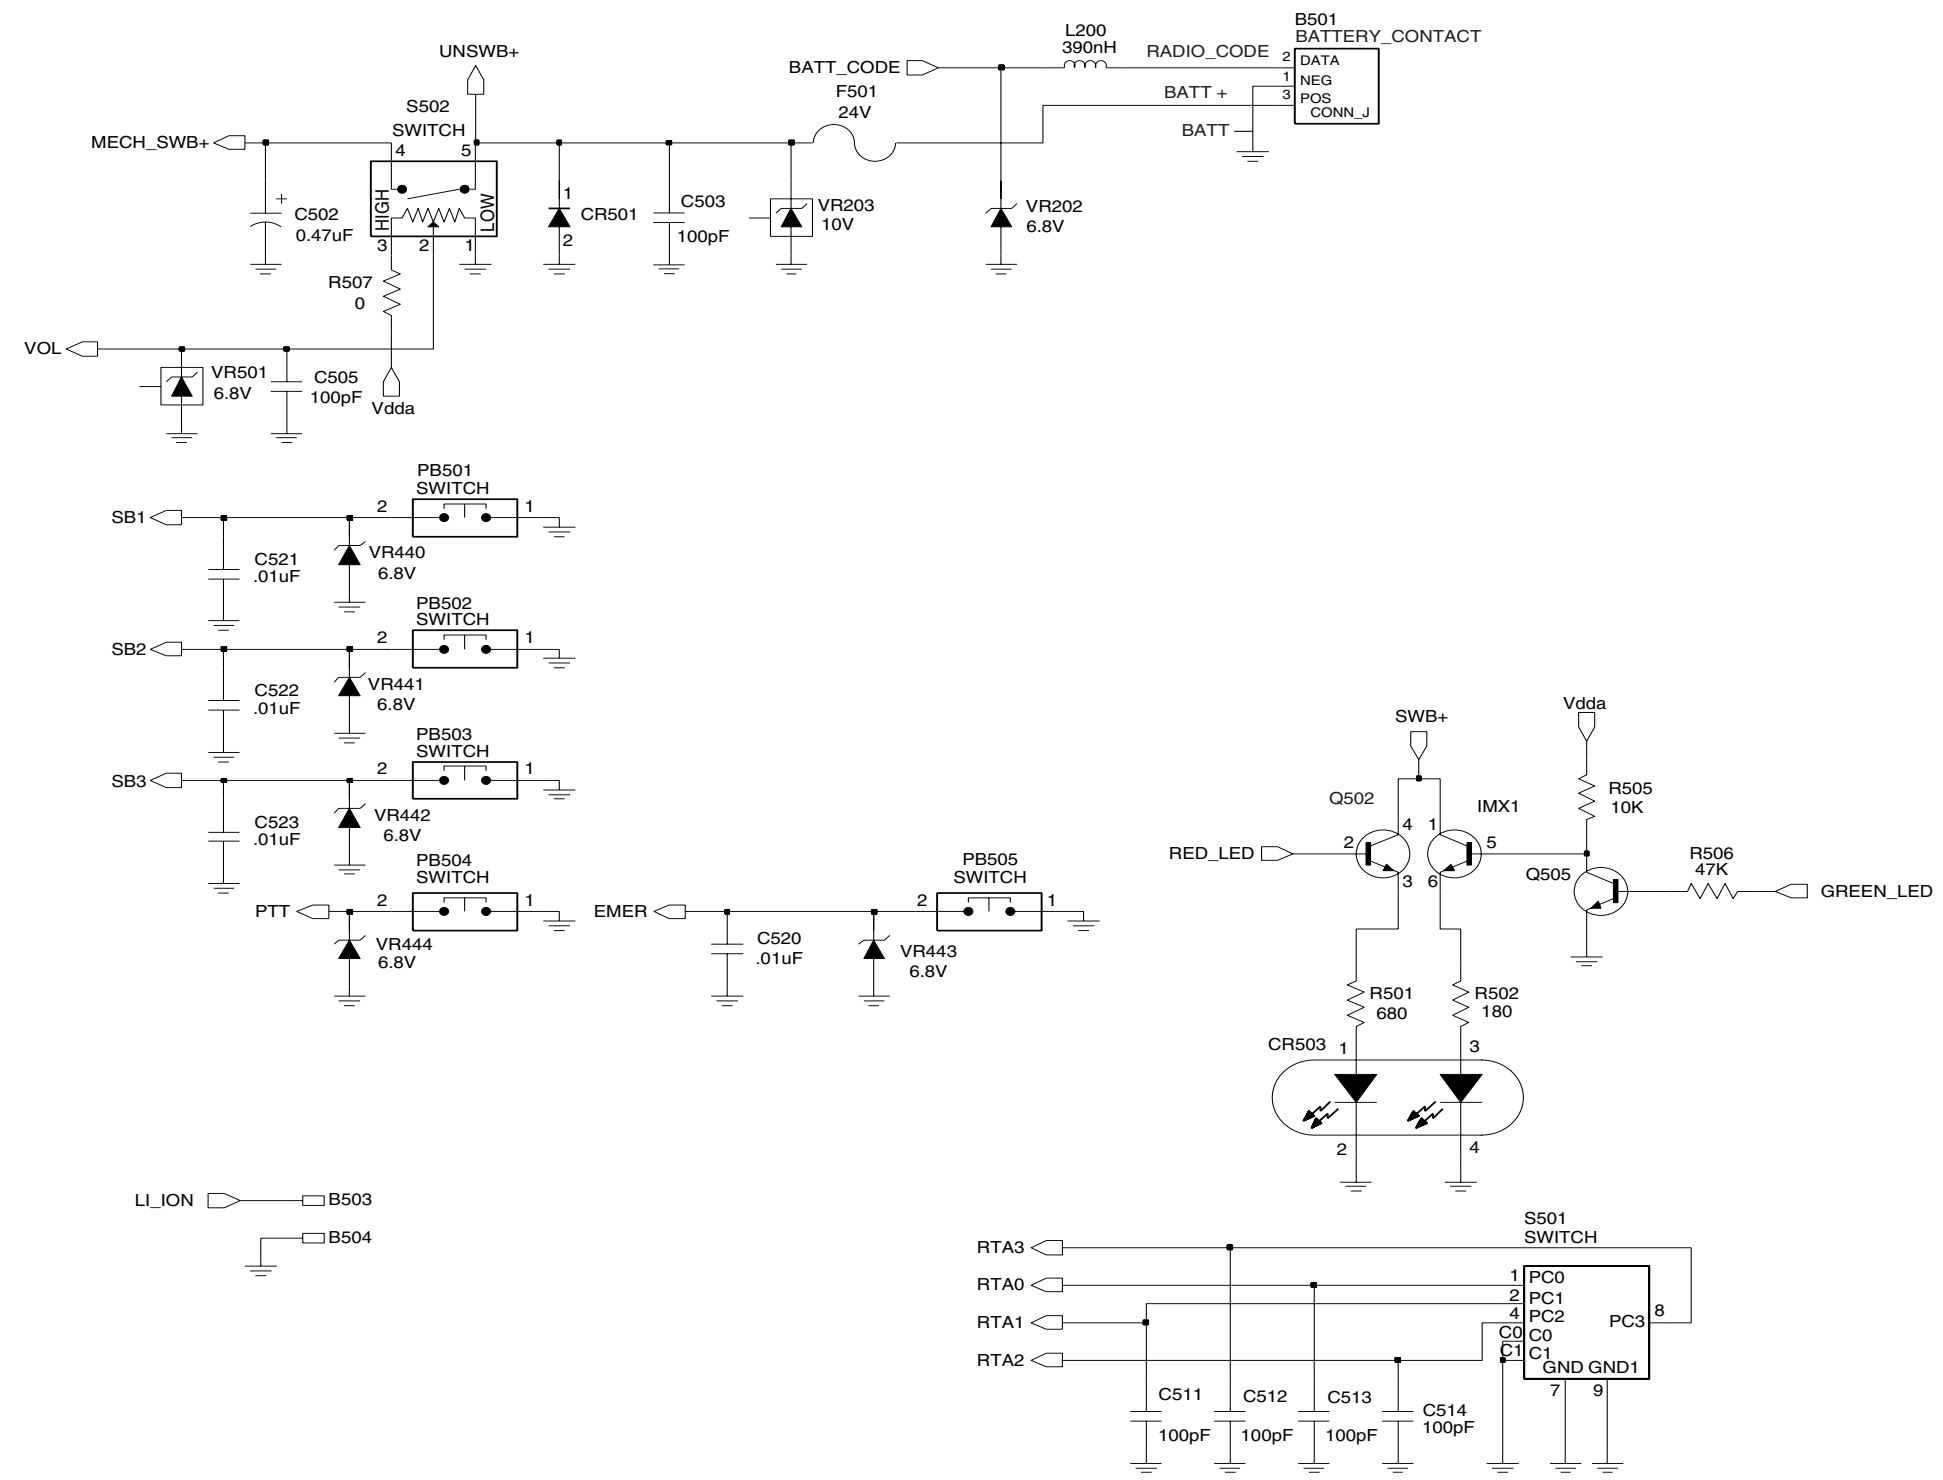 B501
BATTERY_CONTACT
L200
390nH
RADIO_CODE
2
DATA
1
NEG
3
POS
CONN_J
BATT_CODE
BATT +
BATT
UNSWB+
F501
24V
S502
SWITCH
MECH_SWB+
4
5
HIGH
LOW
3
2
1
C502
0.47uF
+
1
CR501
2
C503
100pF
VR203
10V
VR202
6.8V
R507
0
VOL
VR501
6.8V
C505
100pF
Vdda
PB501
SWITCH
SB1
2
1
C521
.01uF
VR440
6.8V
PB502
SWITCH
SB2
2
1
C522
.01uF
VR441
6.8V
PB503
SWITCH
SB3
2
1
C523
.01uF
VR442
6.8V
PB504
SWITCH
PTT
2
1
VR444
6.8V
PB505
SWITCH
EMER
2
1
C520
.01uF
VR443
6.8V
SWB+
Vdda
Q502
IMX1
R505
10K
RED_LED
2
4
3
1
5
6
Q505
R506
47K
GREEN_LED
R501
680
R502
180
CR503
1
3
2
4
LI_ION
B503
B504
S501
SWITCH
RTA3
RTA0
RTA1
RTA2
1
PC0
2
PC1
4
PC2
C0
C0
C1
C1
PC3
8
GND
GND1
7
9
C511
100pF
C512
100pF
C513
100pF
C514
100pF